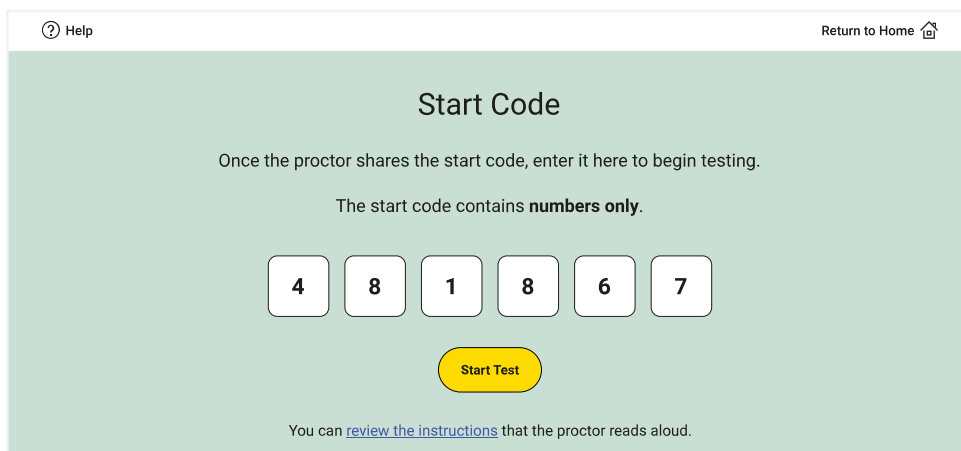 Help
Return to Home
Start Code
Once the proctor shares the start code, enter it here to begin testing.
The start code contains numbers only.
4 8 1 8 6 7
Start Test
You can review the instructions that the proctor reads aloud.